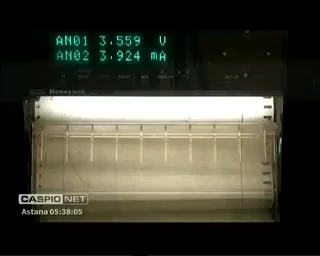 AN01 3.559 V
AN02 3.924 mA
Honeywell
CASPIO NET
Astana 05:38:05